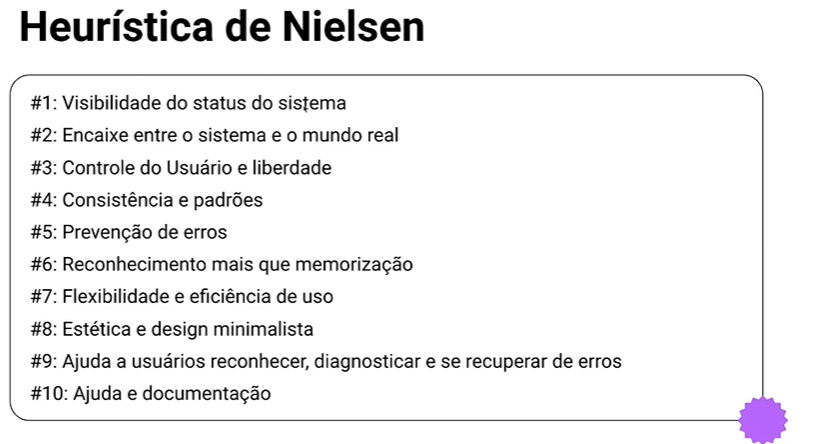 Heurística de Nielsen
#1: Visibilidade do status do sistema
#2: Encaixe entre o sistema e o mundo real
#3: Controle do Usuário e liberdade
#4: Consistência e padrões
#5: Prevenção de erros
#6: Reconhecimento mais que memorização
#7: Flexibilidade e eficiência de uso
#8: Estética e design minimalista
#9: Ajuda a usuários reconhecer, diagnosticar e se recuperar de erros
#10: Ajuda e documentação